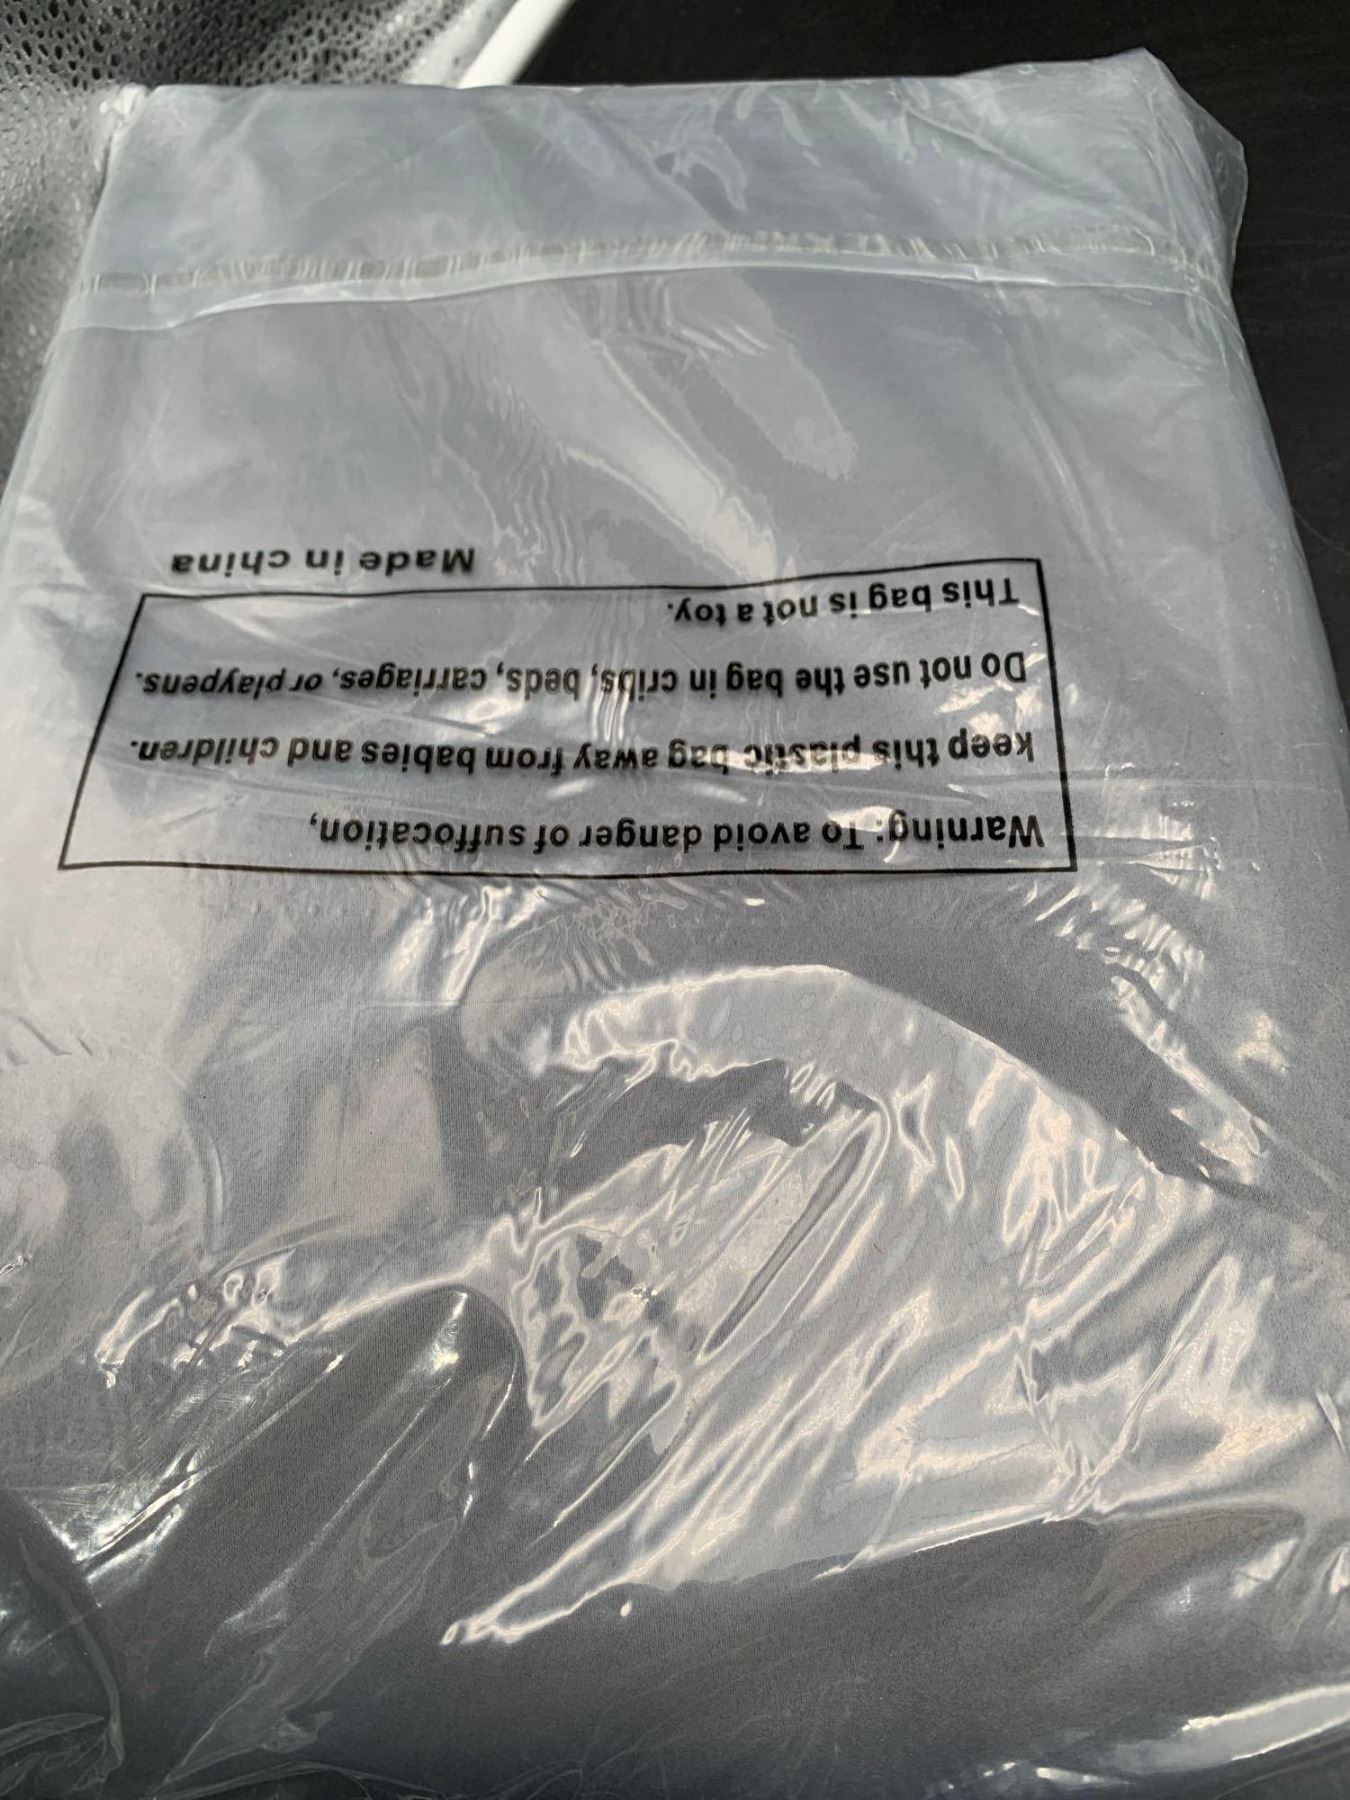 Warning: To avoid danger of suffocation,
keep this plastic bag away from babies and children.
Do not use the bag in cribs, beds, carriages, or playpens.
This bag is not a toy.
Made in china